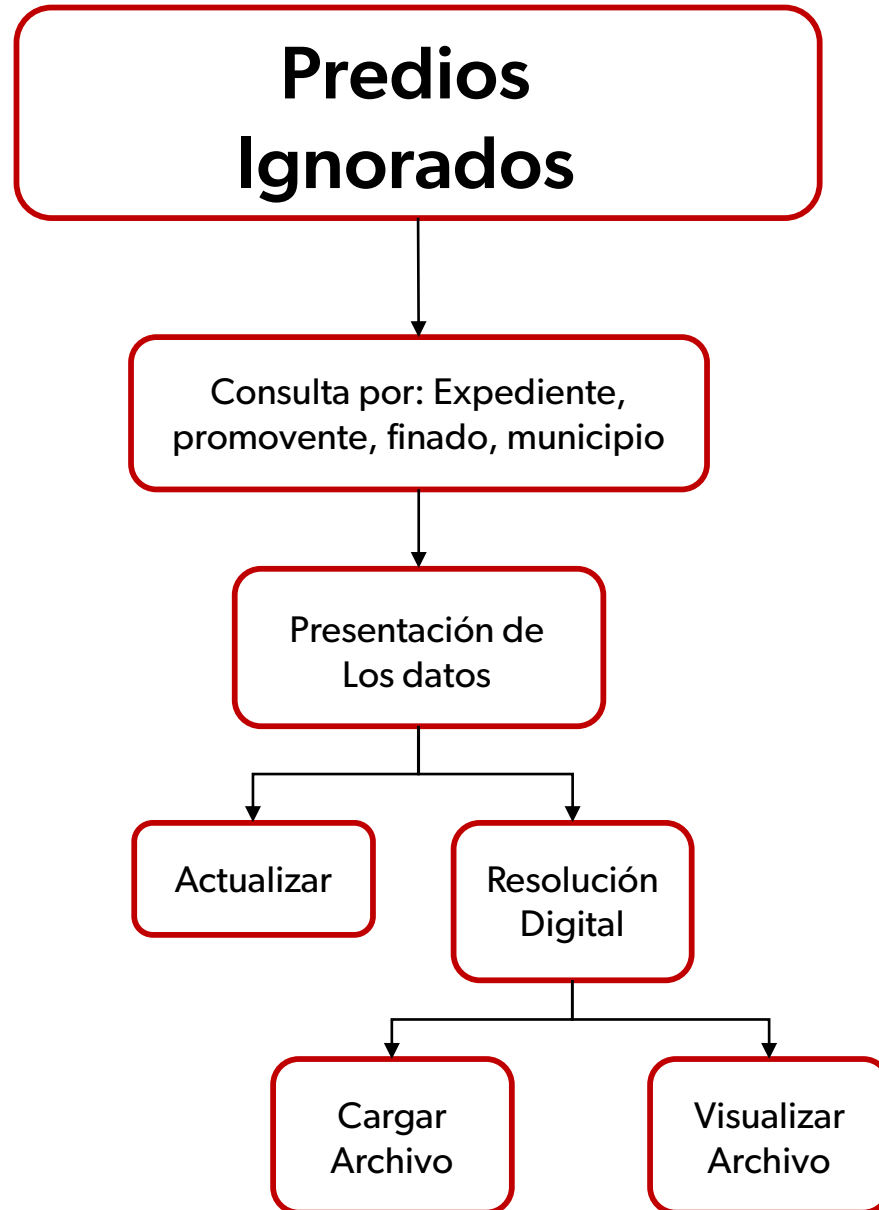 Predios
Ignorados
Consulta por: Expediente,
promovente, finado, municipio
Presentación de
Los datos
Actualizar
Resolución
Digital
Cargar
Archivo
Visualizar
Archivo